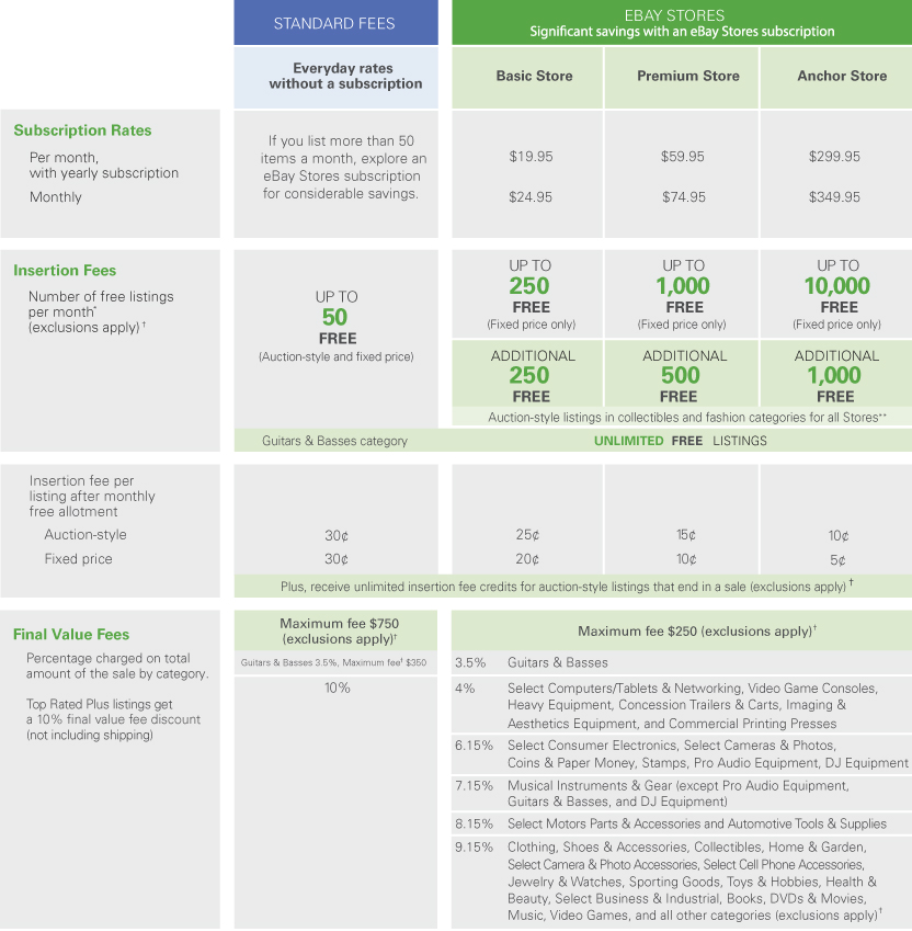 STANDARD FEES
EBAY STORES
Significant savings with an eBay Stores subscription
Everyday rates
without a subscription
Basic Store
Premium Store
Anchor Store
Subscription Rates
Per month,
with yearly subscription
Monthly
If you list more than 50
items a month, explore an
eBay Stores subscription
for considerable savings.
$19.95
$59.95
$299.95
$24.95
$74.95
$349.95
Insertion Fees
Number of free listings
per month*
(exclusions apply)†
UP TO
50
FREE
(Auction-style and fixed price)
UP TO
250
FREE
(Fixed price only)
UP TO
1,000
FREE
(Fixed price only)
UP TO
10,000
FREE
(Fixed price only)
ADDITIONAL
250
FREE
ADDITIONAL
500
FREE
ADDITIONAL
1,000
FREE
Auction-style listings in collectibles and fashion categories for all Stores**
Guitars & Basses category
UNLIMITED FREE LISTINGS
Insertion fee per
listing after monthly
free allotment
Auction-style
30¢
25¢
15¢
10¢
Fixed price
30¢
20¢
10¢
5¢
Plus, receive unlimited insertion fee credits for auction-style listings that end in a sale (exclusions apply) †
Final Value Fees
Percentage charged on total
amount of the sale by category.
Top Rated Plus listings get
a 10% final value fee discount
(not including shipping)
Maximum fee $750
(exclusions apply)†
Guitars & Basses 3.5%, Maximum fee† $350
10%
Maximum fee $250 (exclusions apply)†
3.5% Guitars & Basses
4% Select Computers/Tablets & Networking, Video Game Consoles,
Heavy Equipment, Concession Trailers & Carts, Imaging &
Aesthetics Equipment, and Commercial Printing Presses
6.15% Select Consumer Electronics, Select Cameras & Photos,
Coins & Paper Money, Stamps, Pro Audio Equipment, DJ Equipment
7.15% Musical Instruments & Gear (except Pro Audio Equipment,
Guitars & Basses, and DJ Equipment)
8.15% Select Motors Parts & Accessories and Automotive Tools & Supplies
9.15% Clothing, Shoes & Accessories, Collectibles, Home & Garden,
Select Camera & Photo Accessories, Select Cell Phone Accessories,
Jewelry & Watches, Sporting Goods, Toys & Hobbies, Health &
Beauty, Select Business & Industrial, Books, DVDs & Movies,
Music, Video Games, and all other categories (exclusions apply)†